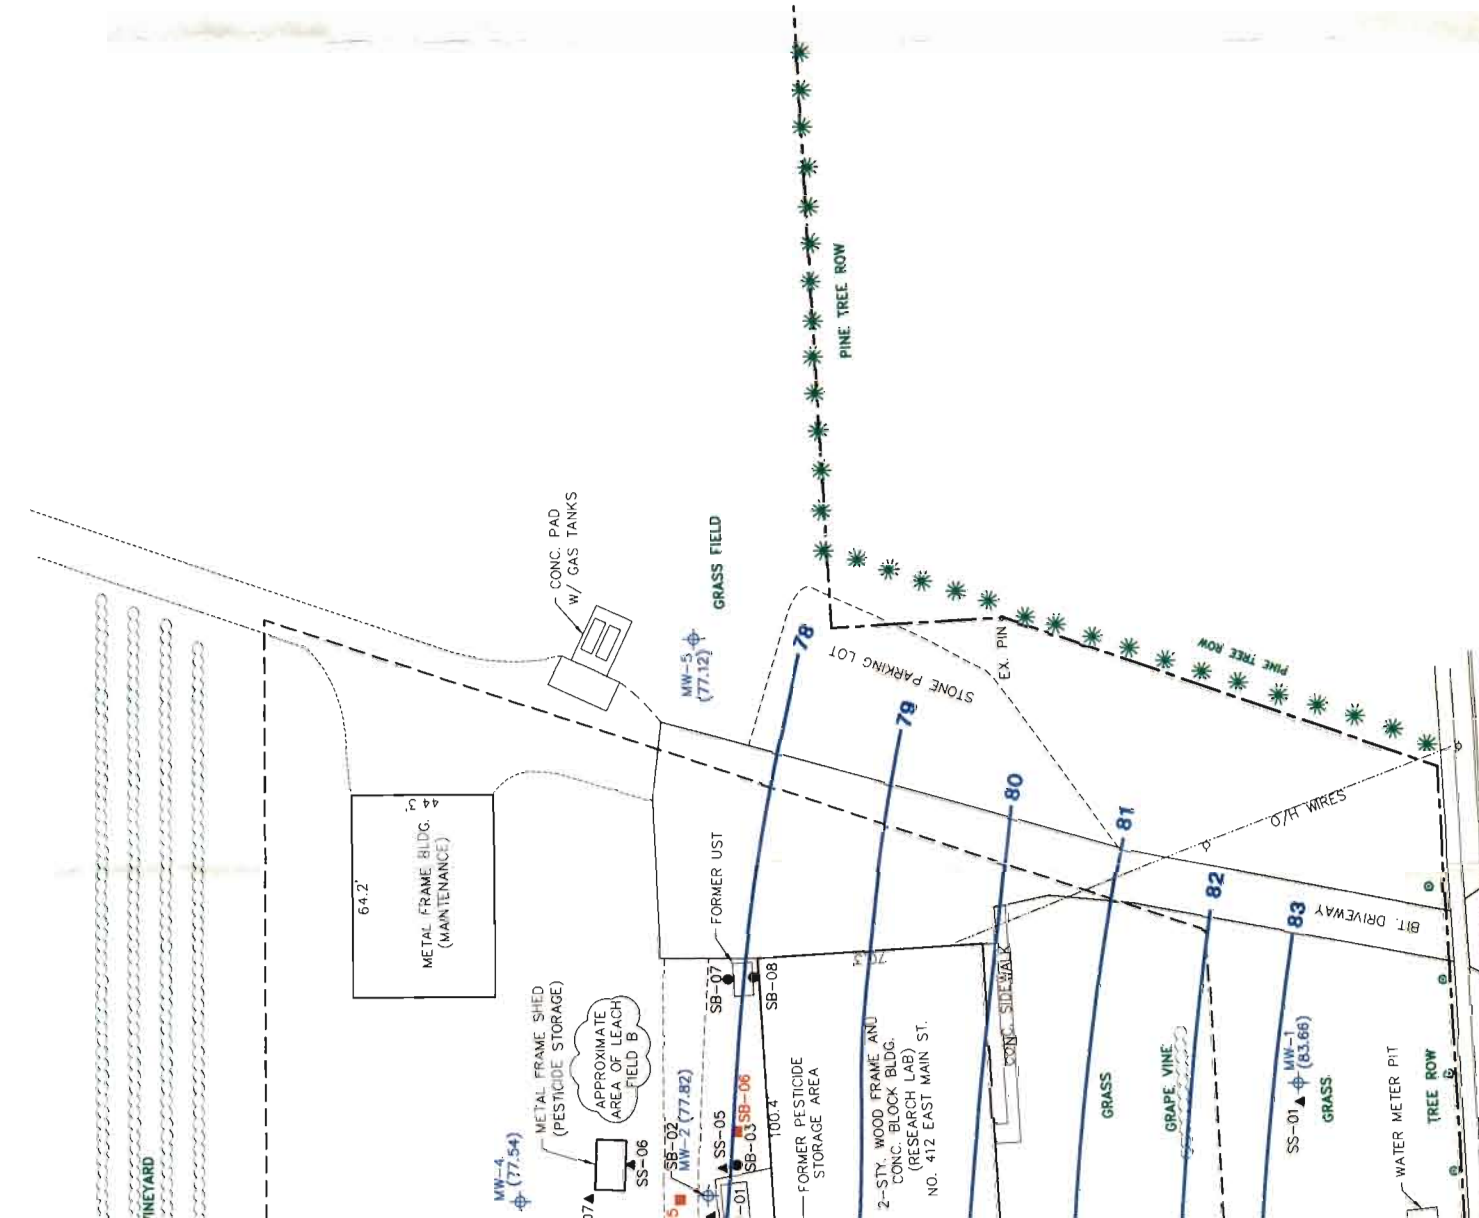 PINE TREE ROW
CONC. PAD
W/ GAS TANKS
GRASS FIELD
MW-5
(77.12)
78
STONE PARKING LOT
EX. PIN
PINE TREE ROW
79
80
81
82
83
O/H WIRES
BIT. DRIVEWAY
44.3'
64.2'
METAL FRAME BLDG.
(MAINTENANCE)
FORMER UST
SB-07
SB-08
METAL FRAME SHED
(PESTICIDE STORAGE)
APPROXIMATE
AREA OF LEACH
FIELD B
MW-4
(77.54)
SS-06
SB-02
MW-2 (77.82)
SS-05
SB-06
SB-03
-01
07
5
100.4
FORMER PESTICIDE
STORAGE AREA
2-STY. WOOD FRAME AND
CONC. BLOCK BLDG.
(RESEARCH LAB)
NO. 412 EAST MAIN ST.
CONC. SIDEWALK
GRASS
GRAPE VINE
SS-01
MW-1
(83.66)
GRASS
WATER METER PIT
TREE ROW
VINEYARD